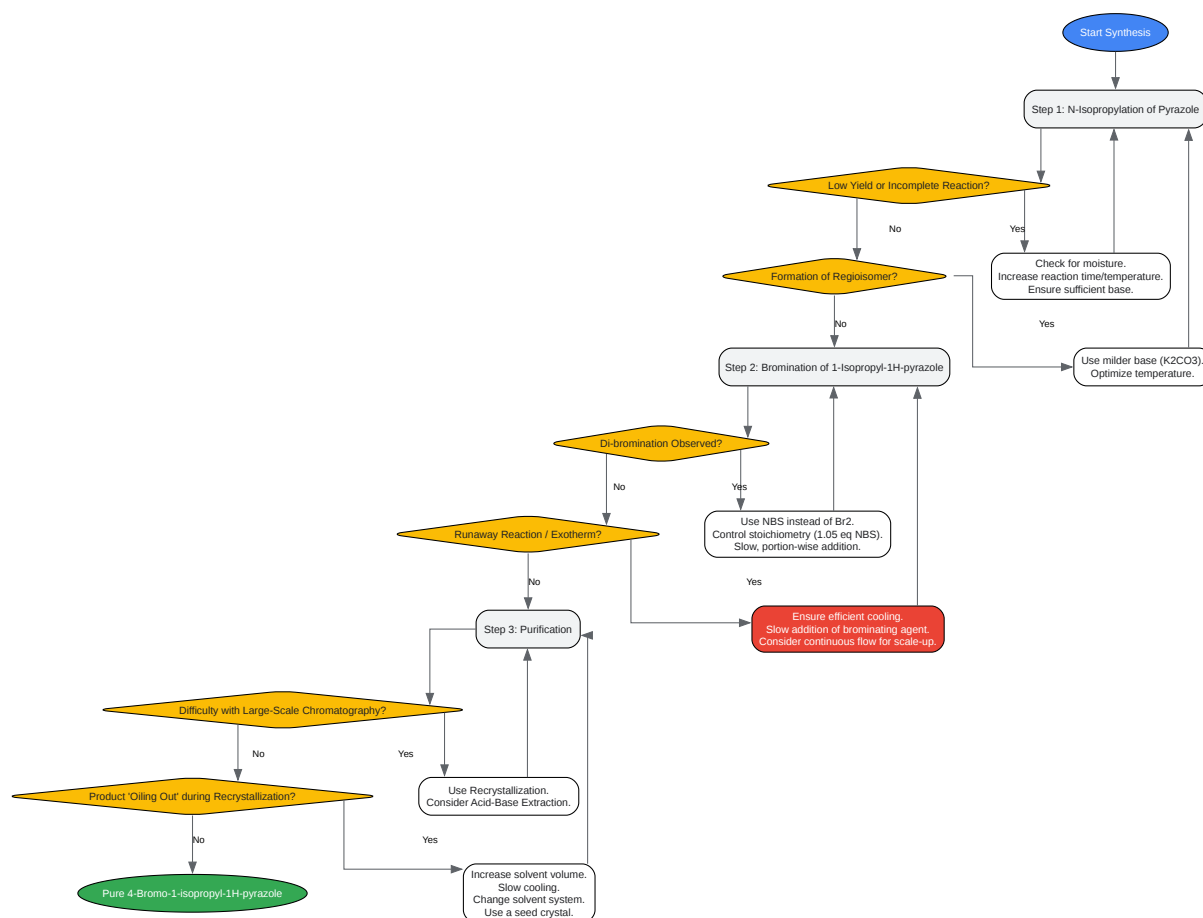 Start Synthesis
Step 1: N-Isopropylation of Pyrazole
Low Yield or Incomplete Reaction?
No
Yes
Check for moisture.
Increase reaction time/temperature.
Ensure sufficient base.
Formation of Regioisomer?
No
Yes
Use milder base (K2CO3).
Optimize temperature.
Step 2: Bromination of 1-Isopropyl-1H-pyrazole
Di-bromination Observed?
No
Yes
Use NBS instead of Br2.
Control stoichiometry (1.05 eq NBS).
Slow, portion-wise addition.
Runaway Reaction / Exotherm?
No
Yes
Ensure efficient cooling.
Slow addition of brominating agent.
Consider continuous flow for scale-up.
Step 3: Purification
Difficulty with Large-Scale Chromatography?
No
Yes
Use Recrystallization.
Consider Acid-Base Extraction.
Product 'Oiling Out' during Recrystallization?
No
Yes
Increase solvent volume.
Slow cooling.
Change solvent system.
Use a seed crystal.
Pure 4-Bromo-1-isopropyl-1H-pyrazole